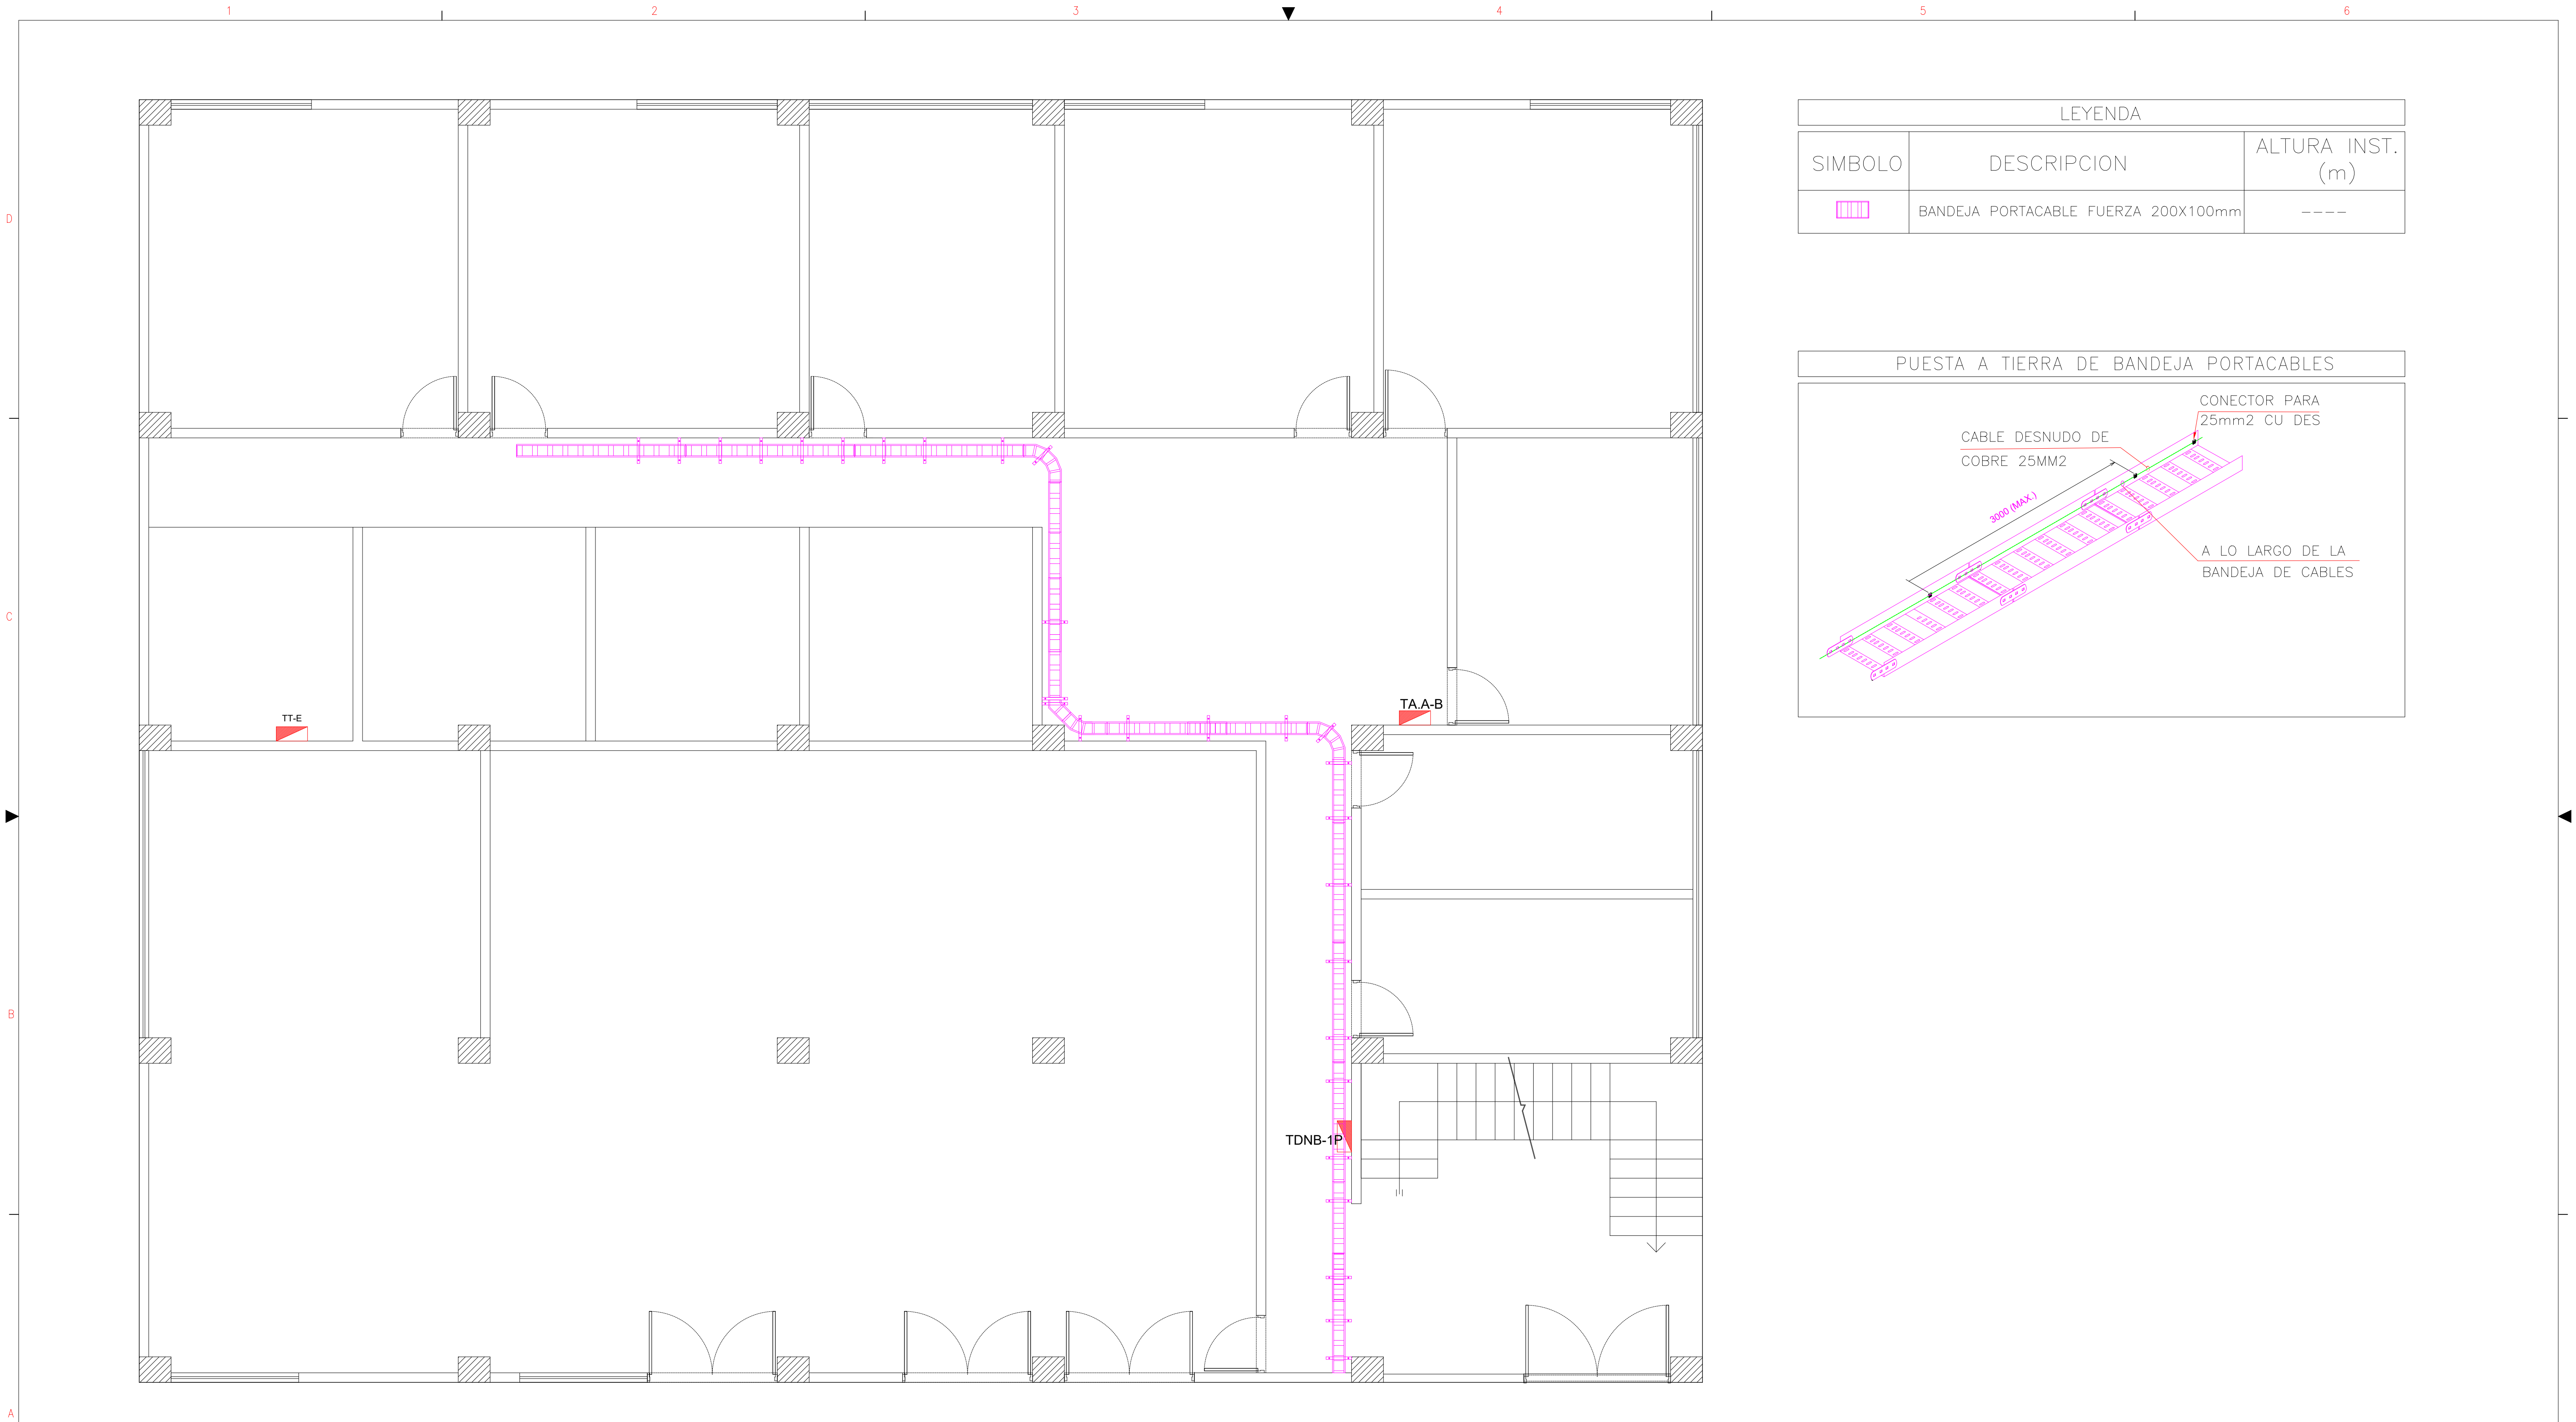 1 2 3 4 5 6
D
C
B
A
LEYENDA
SIMBOLO DESCRIPCION ALTURA INST.
(m)
BANDEJA PORTACABLE FUERZA 200X100mm ----
PUESTA A TIERRA DE BANDEJA PORTACABLES
CONECTOR PARA
25mm2 CU DES
CABLE DESNUDO DE
COBRE 25MM2
3000 (MAX.)
A LO LARGO DE LA
BANDEJA DE CABLES
TT-E
TA.A-B
TDNB-1P